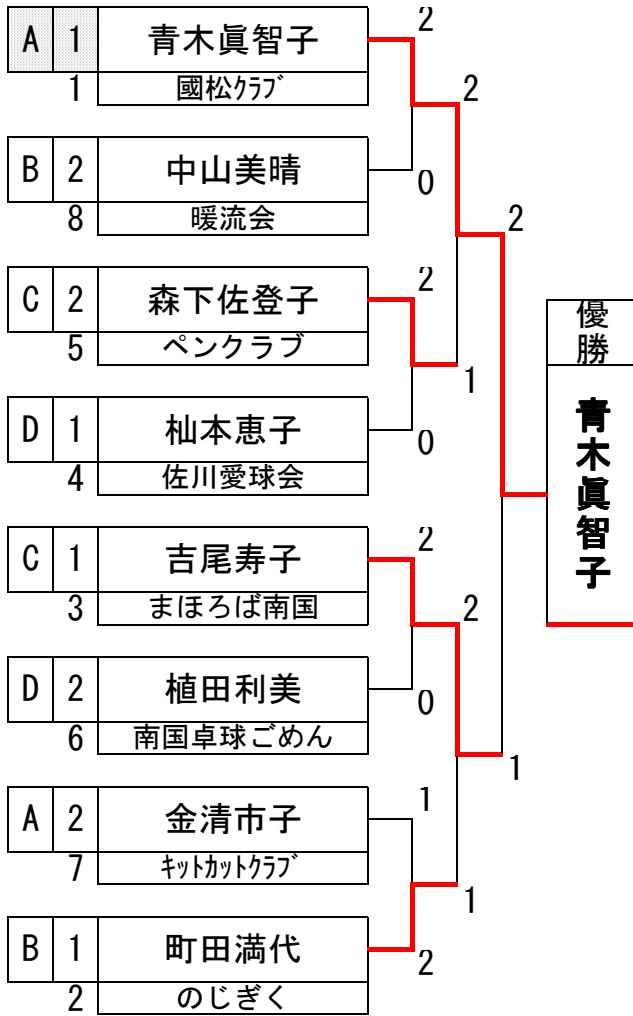 A 1 青木眞智子 2
1 國松ｸﾗﾌﾞ 2
B 2 中山美晴 0
8 暖流会 2
C 2 森下佐登子 2
5 ペンクラブ 1
D 1 杣本恵子 0
4 佐川愛球会
C 1 吉尾寿子 2
3 まほろば南国 2
D 2 植田利美 0
6 南国卓球ごめん 1
A 2 金清市子 1
7 ｷｯﾄｶｯﾄｸﾗﾌﾞ 1
B 1 町田満代 2
2 のじぎく
優勝
青木眞智子